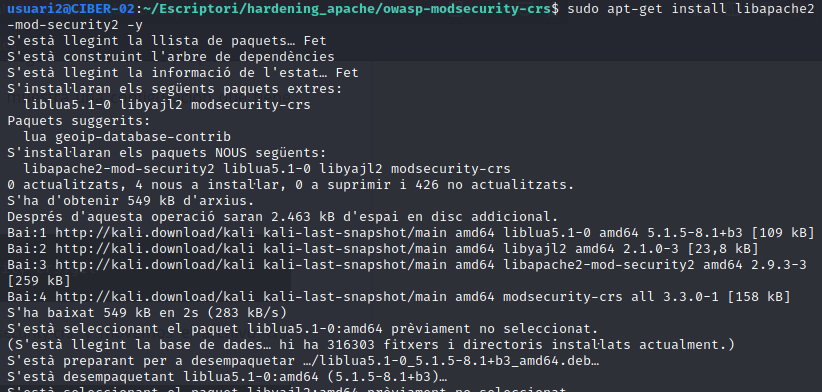 usuari2@CIBER-02:~/Escriptori/hardening_apache/owasp-modsecurity-crs$ sudo apt-get install libapache2
-mod-security2 -y
S'està llegint la llista de paquets… Fet
S'està construint l'arbre de dependències
S'està llegint la informació de l'estat… Fet
S'instal·laran els següents paquets extres:
  liblua5.1-0 libyajl2 modsecurity-crs
Paquets suggerits:
  lua geoip-database-contrib
S'instal·laran els paquets NOUS següents:
  libapache2-mod-security2 liblua5.1-0 libyajl2 modsecurity-crs
0 actualitzats, 4 nous a instal·lar, 0 a suprimir i 426 no actualitzats.
S'ha d'obtenir 549 kB d'arxius.
Després d'aquesta operació s'usaran 2.463 kB d'espai en disc addicional.
Bai:1 http://kali.download/kali kali-last-snapshot/main amd64 liblua5.1-0 amd64 5.1.5-8.1+b3 [109 kB]
Bai:2 http://kali.download/kali kali-last-snapshot/main amd64 libyajl2 amd64 2.1.0-3 [23,8 kB]
Bai:3 http://kali.download/kali kali-last-snapshot/main amd64 libapache2-mod-security2 amd64 2.9.3-3
[259 kB]
Bai:4 http://kali.download/kali kali-last-snapshot/main amd64 modsecurity-crs all 3.3.0-1 [158 kB]
S'ha baixat 549 kB en 2s (283 kB/s)
S'està seleccionant el paquet liblua5.1-0:amd64 prèviament no seleccionat.
(S'està llegint la base de dades… hi ha 316303 fitxers i directoris instal·lats actualment.)
S'està preparant per a desempaquetar …/liblua5.1-0_5.1.5-8.1+b3_amd64.deb…
S'està desempaquetant liblua5.1-0:amd64 (5.1.5-8.1+b3)…
S'està seleccionant el paquet libyajl2:amd64 prèviament no seleccionat.